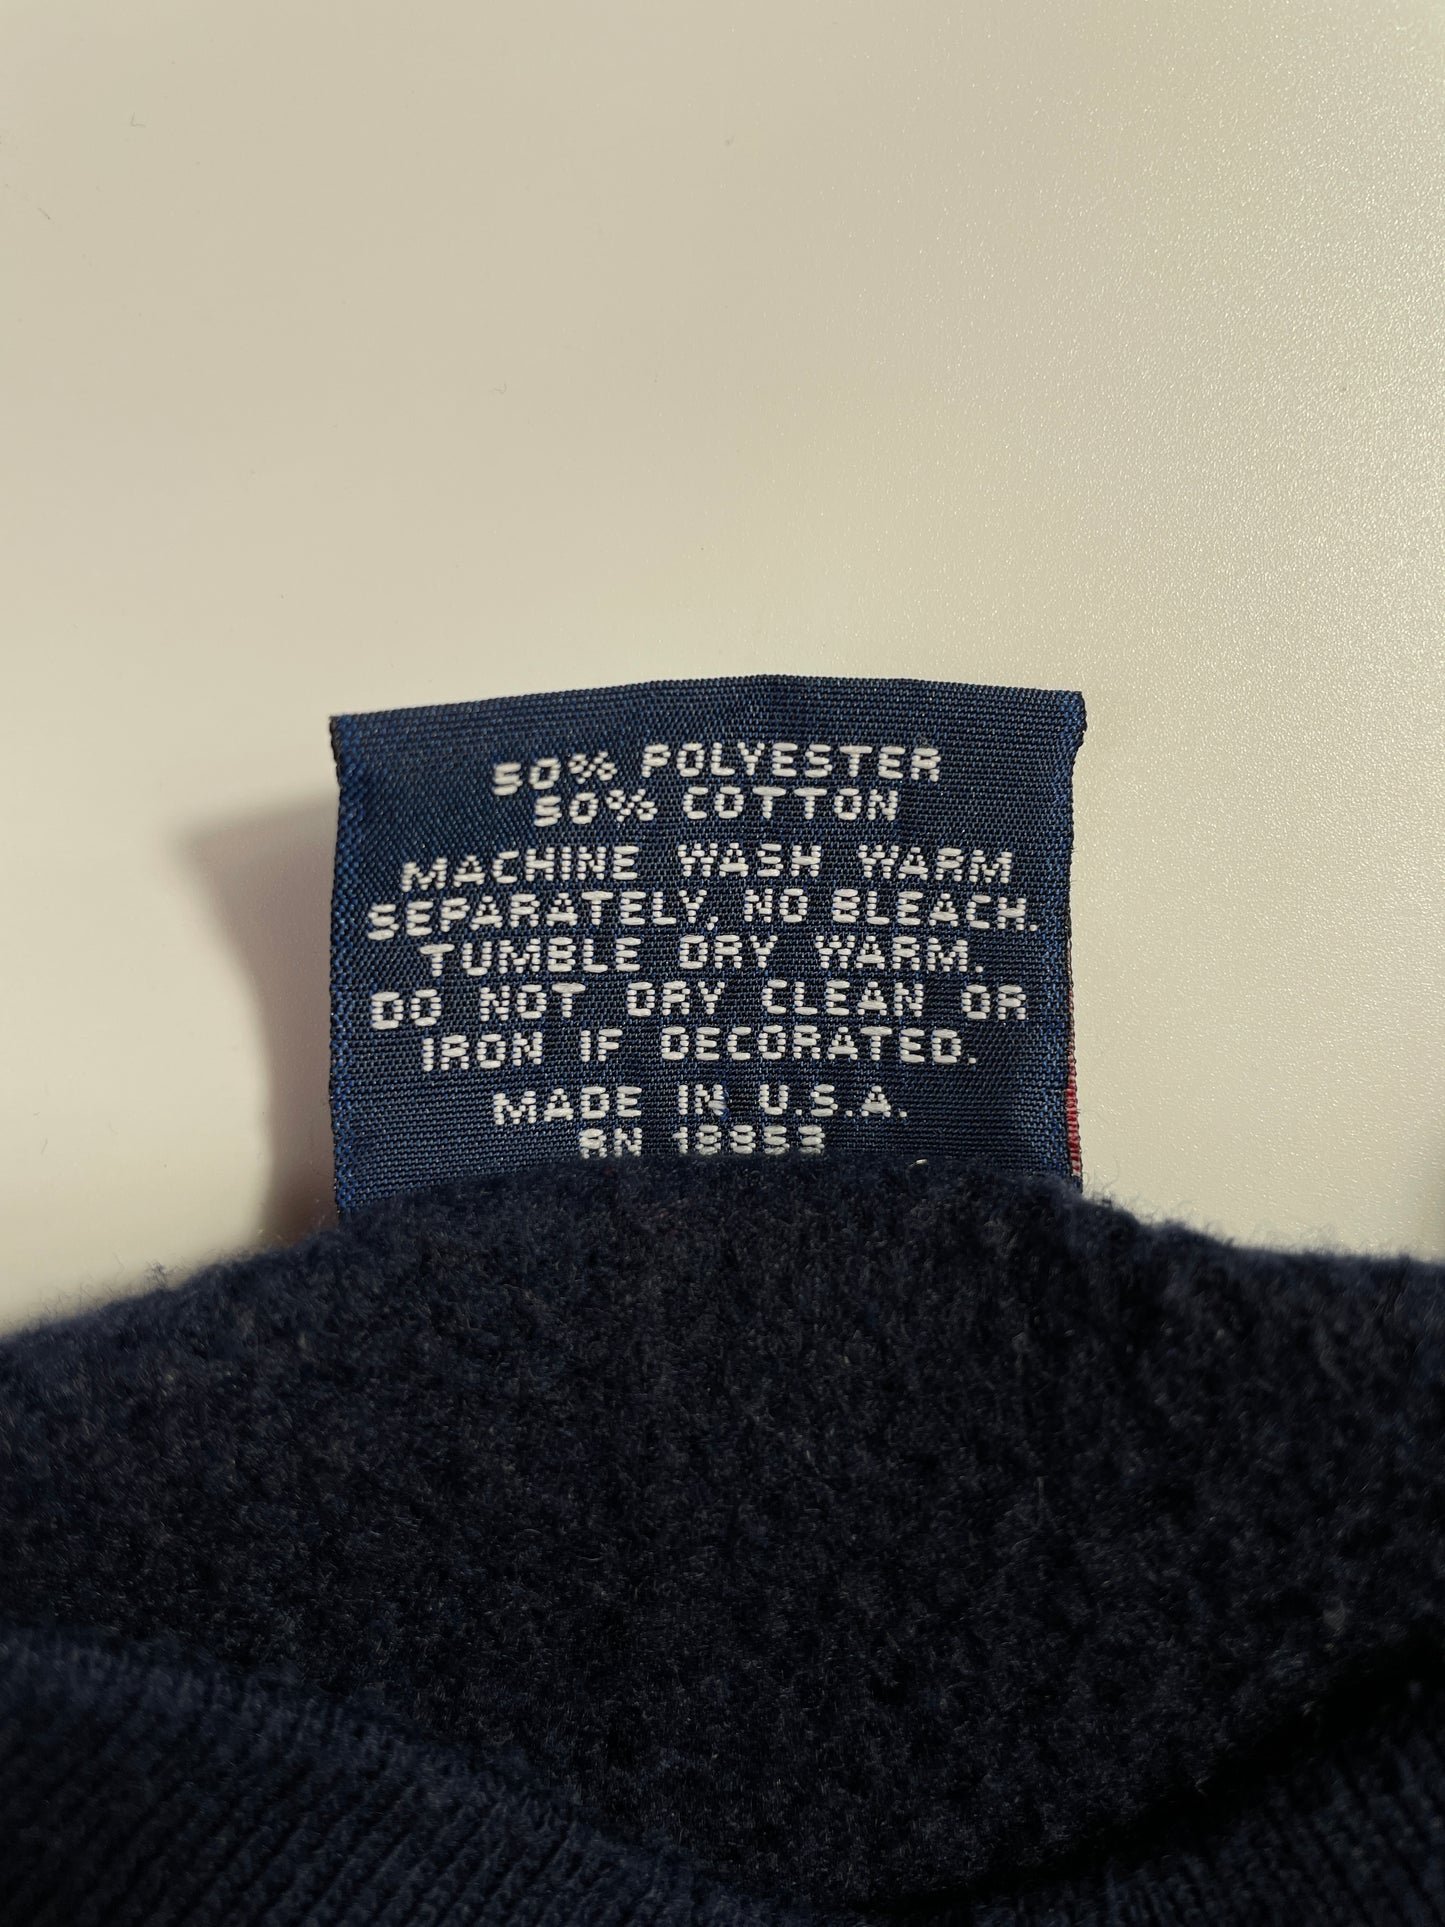 50% POLYESTER
50% COTTON
MACHINE WASH WARM
SEPARATELY, NO BLEACH.
TUMBLE DRY WARM.
DO NOT DRY CLEAN OR
IRON IF DECORATED.
MADE IN U.S.A.
RN